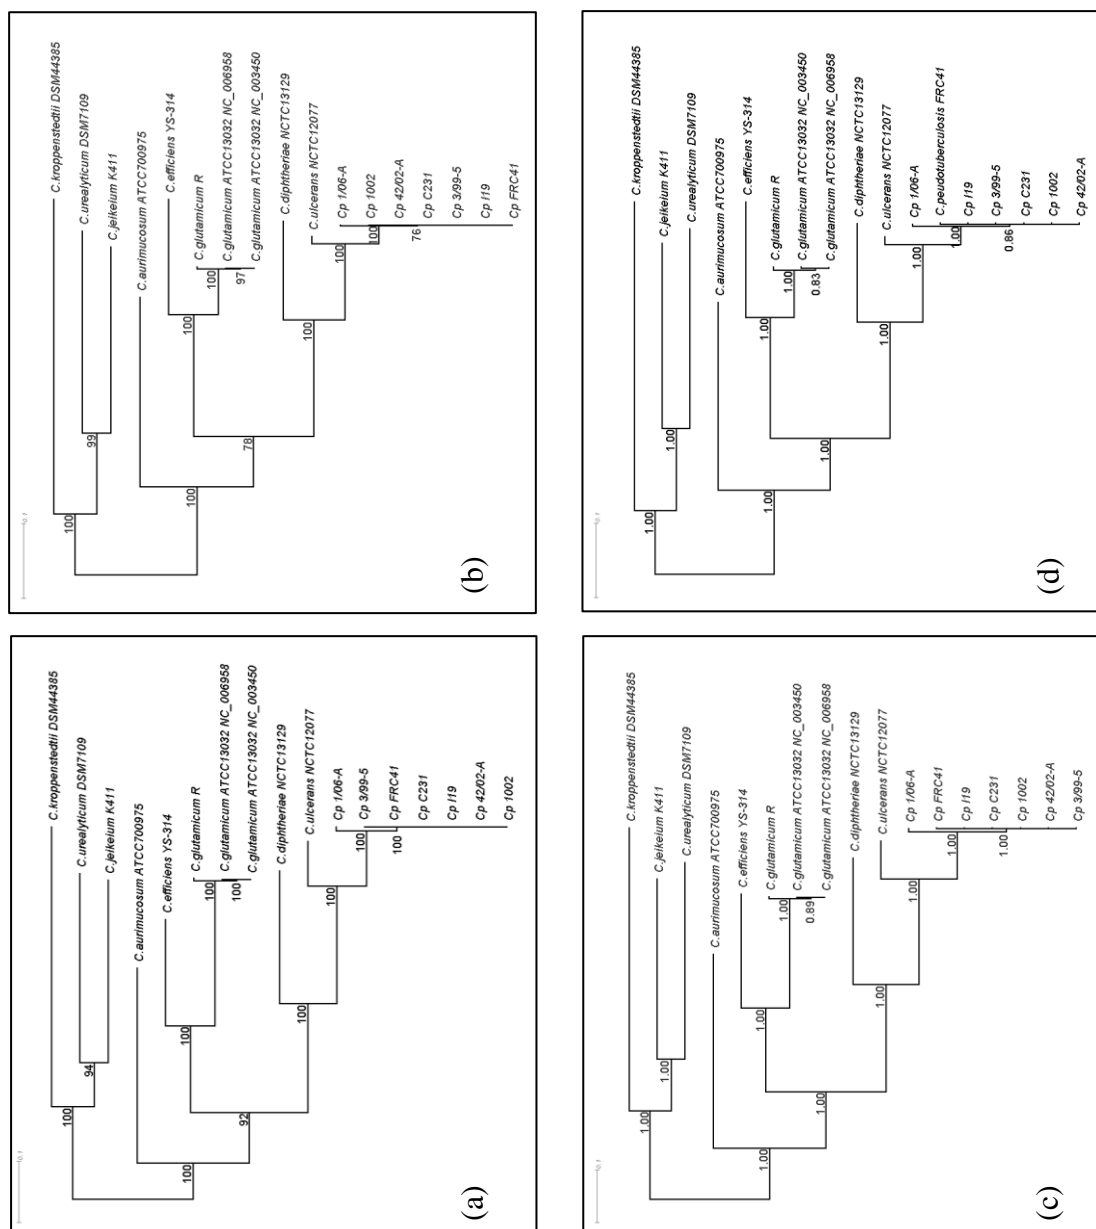 (a)
0.1
C.kroppenstedtii DSM44385
C.urealyticum DSM7109
C.jeikeium K411
C.aurimucosum ATCC700975
C.efficiens YS-314
C.glutamicum R
C.glutamicum ATCC13032 NC_006958
C.glutamicum ATCC13032 NC_003450
C.diphtheriae NCTC13129
C.ulcerans NCTC12077
Cp 1/06-A
Cp 3/99-5
Cp FRC41
Cp C231
Cp I19
Cp 42/02-A
Cp 1002
100
94
100
92
100
100
100
100
100
100
100
(b)
0.1
C.kroppenstedtii DSM44385
C.urealyticum DSM7109
C.jeikeium K411
C.aurimucosum ATCC700975
C.efficiens YS-314
C.glutamicum R
C.glutamicum ATCC13032 NC_006958
C.glutamicum ATCC13032 NC_003450
C.diphtheriae NCTC13129
C.ulcerans NCTC12077
Cp 1/06-A
Cp 1002
Cp 42/02-A
Cp C231
Cp 3/99-5
Cp I19
Cp FRC41
100
99
100
78
100
100
97
100
100
100
76
(c)
0.1
C.kroppenstedtii DSM44385
C.jeikeium K411
C.urealyticum DSM7109
C.aurimucosum ATCC700975
C.efficiens YS-314
C.glutamicum R
C.glutamicum ATCC13032 NC_003450
C.glutamicum ATCC13032 NC_006958
C.diphtheriae NCTC13129
C.ulcerans NCTC12077
Cp 1/06-A
Cp FRC41
Cp I19
Cp C231
Cp 1002
Cp 42/02-A
Cp 3/99-5
1.00
1.00
1.00
1.00
1.00
1.00
0.89
1.00
1.00
1.00
1.00
(d)
0.1
C.kroppenstedtii DSM44385
C.jeikeium K411
C.urealyticum DSM7109
C.aurimucosum ATCC700975
C.efficiens YS-314
C.glutamicum R
C.glutamicum ATCC13032 NC_006958
C.glutamicum ATCC13032 NC_003450
C.diphtheriae NCTC13129
C.ulcerans NCTC12077
Cp 1/06-A
C.peudotuberculosis FRC41
Cp I19
Cp 3/99-5
Cp C231
Cp 1002
Cp 42/02-A
1.00
1.00
1.00
1.00
1.00
1.00
0.83
1.00
1.00
1.00
0.86